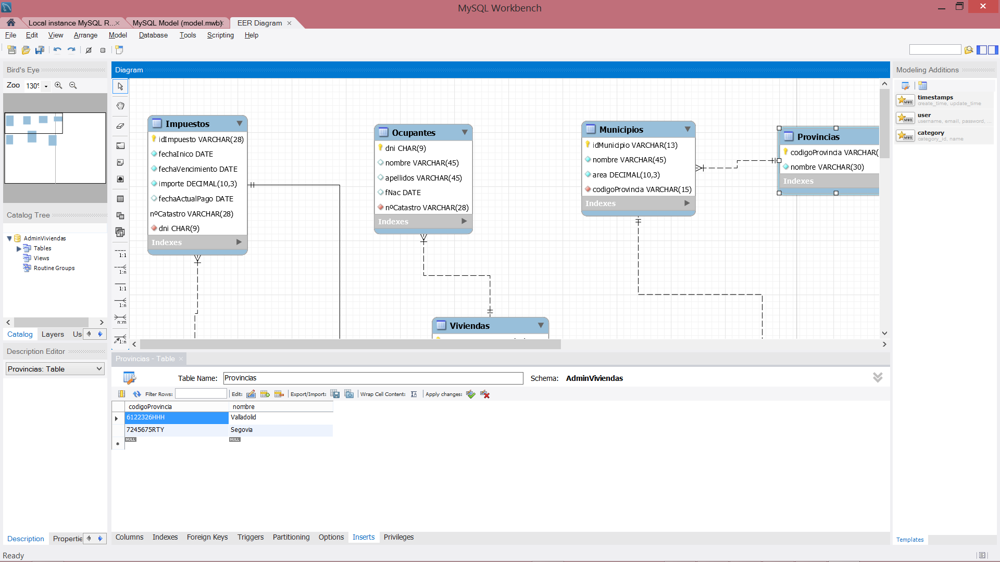 MySQL Workbench
Local instance MySQL R...
MySQL Model (model.mwb)
EER Diagram
File Edit View Arrange Model Database Tools Scripting Help
Bird's Eye
Zoo 130%
Catalog Tree
AdminViviendas
Tables
Views
Routine Groups
Catalog Layers Us
Description Editor
Provincias: Table
Description Propertie
Ready
Diagram
1:1
1:n
1:1
1:n
n:m
1:n
Impuestos
idImpuesto VARCHAR(28)
fechaInico DATE
fechaVencimiento DATE
importe DECIMAL(10,3)
fechaActualPago DATE
nºCatastro VARCHAR(28)
dni CHAR(9)
Indexes
Ocupantes
dni CHAR(9)
nombre VARCHAR(45)
apellidos VARCHAR(45)
fNac DATE
nºCatastro VARCHAR(28)
Indexes
Municipios
idMunicipio VARCHAR(13)
nombre VARCHAR(45)
area DECIMAL(10,3)
codigoProvincia VARCHAR(15)
Indexes
Provincias
codigoProvincia VARCHAR(
nombre VARCHAR(30)
Indexes
Viviendas
Modeling Additions
timestamps
create_time, update_time
user
username, email, password, ...
category
category_id, name
Templates
Provincias - Table
Table Name: Provincias Schema: AdminViviendas
Filter Rows: Edit: Export/Import: Wrap Cell Content: Apply changes:
codigoProvincia nombre
6122326HHH Valladolid
7245675RTY Segovia
NULL NULL
Columns Indexes Foreign Keys Triggers Partitioning Options Inserts Privileges